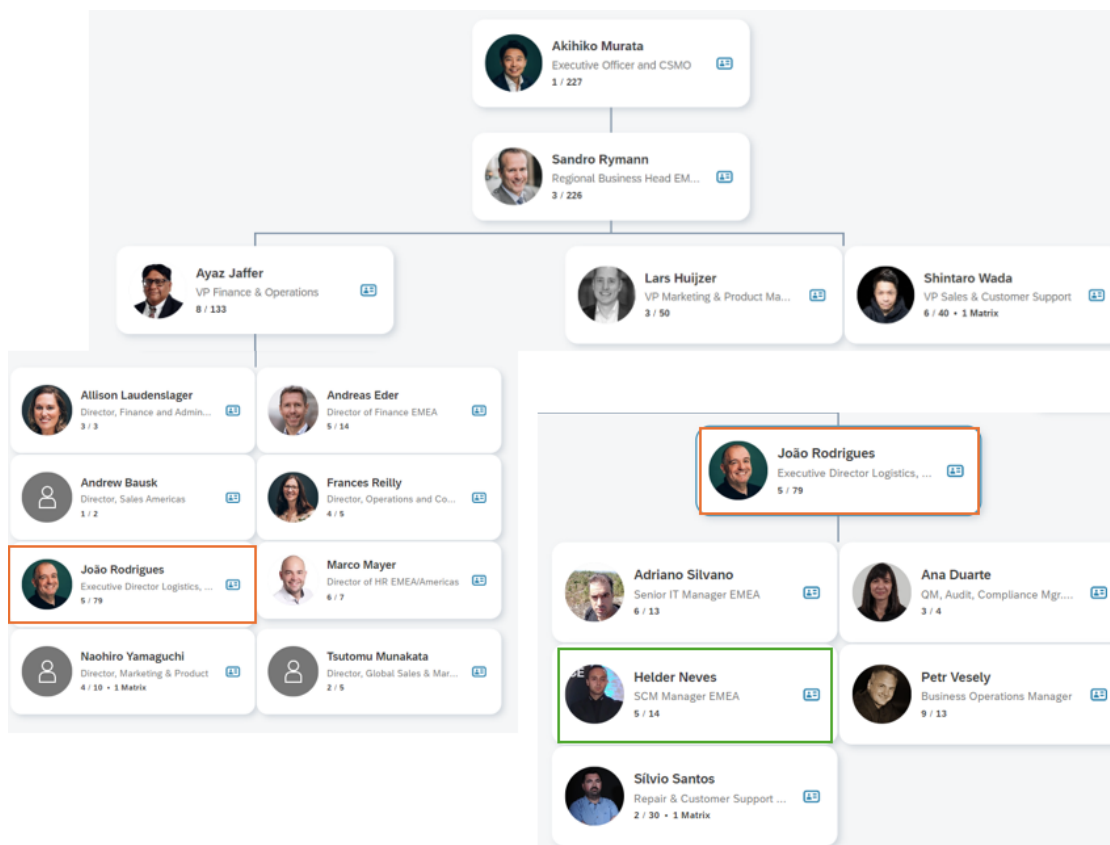 Akihiko Murata
Executive Officer and CSMO
1 / 227
Sandro Rymann
Regional Business Head EM...
3 / 226
Ayaz Jaffer
VP Finance & Operations
8 / 133
Lars Huijzer
VP Marketing & Product Ma...
3 / 50
Shintaro Wada
VP Sales & Customer Support
6 / 40 • 1 Matrix
Allison Laudenslager
Director, Finance and Admin...
3 / 3
Andreas Eder
Director of Finance EMEA
5 / 14
Andrew Bausk
Director, Sales Americas
1 / 2
Frances Reilly
Director, Operations and Co...
4 / 5
João Rodrigues
Executive Director Logistics, ...
5 / 79
Marco Mayer
Director of HR EMEA/Americas
6 / 7
Naohiro Yamaguchi
Director, Marketing & Product
4 / 10 • 1 Matrix
Tsutomu Munakata
Director, Global Sales & Mar...
2 / 5
João Rodrigues
Executive Director Logistics, ...
5 / 79
Adriano Silvano
Senior IT Manager EMEA
6 / 13
Ana Duarte
QM, Audit, Compliance Mgr....
3 / 4
Helder Neves
SCM Manager EMEA
5 / 14
Petr Vesely
Business Operations Manager
9 / 13
Sílvio Santos
Repair & Customer Support ...
2 / 30 • 1 Matrix